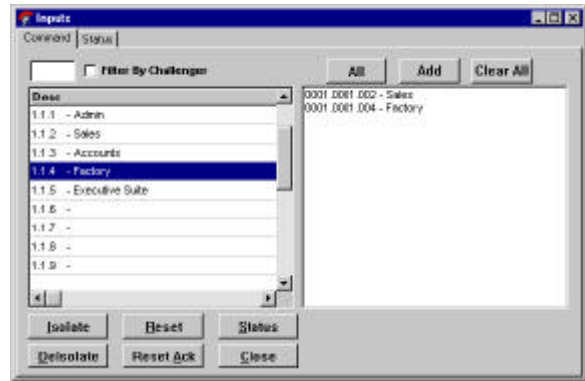 Inputs
Command Status
Filter By Challenger
All Add Clear All
Desc
1.1.1 - Admin
1.1.2 - Sales
1.1.3 - Accounts
1.1.4 - Factory
1.1.5 - Executive Suite
1.1.6 -
1.1.7 -
1.1.8 -
1.1.9 -
0001.0001.002 - Sales
0001.0001.004 - Factory
Isolate Reset Status
DeIsolate Reset Ack Close